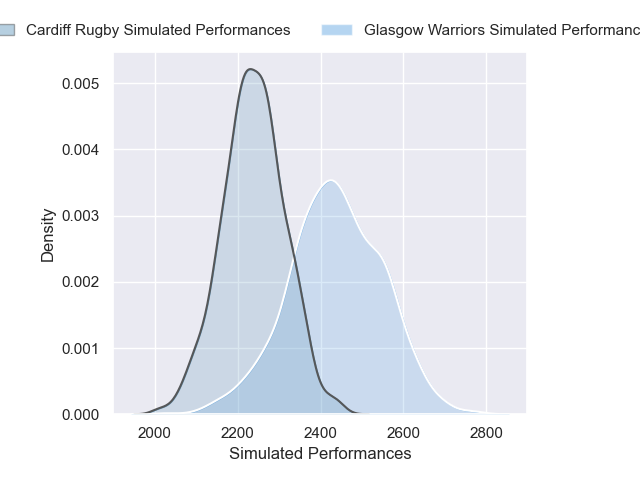 Cardiff Rugby Simulated Performances Glasgow Warriors Simulated Performanc
0.005
0.004
0.003
0.002
0.001
0.000
Density
2000 2200 2400 2600 2800
Simulated Performances